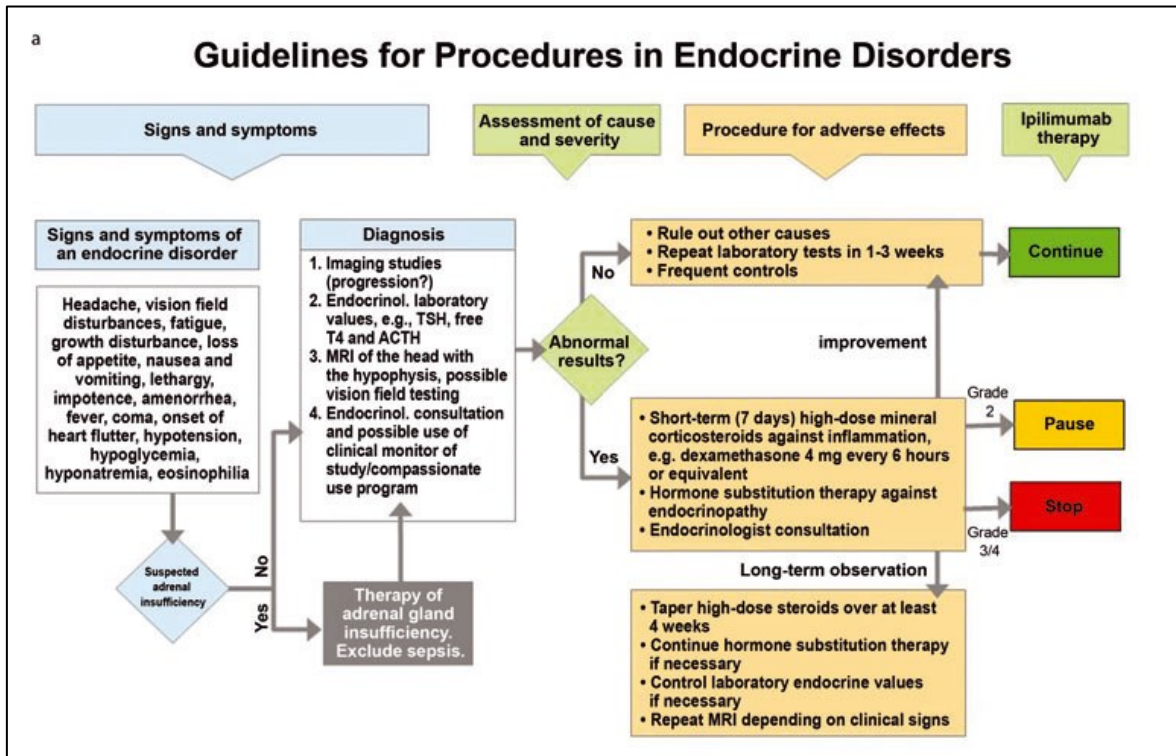 a
Guidelines for Procedures in Endocrine Disorders
Signs and symptoms
Assessment of cause
and severity
Procedure for adverse effects
Ipilimumab
therapy
Signs and symptoms of
an endocrine disorder
Headache, vision field
disturbances, fatigue,
growth disturbance, loss
of appetite, nausea and
vomiting, lethargy,
impotence, amenorrhea,
fever, coma, onset of
heart flutter, hypotension,
hypoglycemia,
hyponatremia, eosinophilia
Suspected
adrenal
insufficiency
No
Yes
Diagnosis
1. Imaging studies
(progression?)
2. Endocrinol. laboratory
values, e.g., TSH, free
T4 and ACTH
3. MRI of the head with
the hypophysis, possible
vision field testing
4. Endocrinol. consultation
and possible use of
clinical monitor of
study/compassionate
use program
Therapy of
adrenal gland
insufficiency.
Exclude sepsis.
Abnormal
results?
No
Yes
• Rule out other causes
• Repeat laboratory tests in 1-3 weeks
• Frequent controls
Continue
improvement
• Short-term (7 days) high-dose mineral
corticosteroids against inflammation,
e.g. dexamethasone 4 mg every 6 hours
or equivalent
• Hormone substitution therapy against
endocrinopathy
• Endocrinologist consultation
Grade
2
Pause
Stop
Grade
3/4
Long-term observation
• Taper high-dose steroids over at least
4 weeks
• Continue hormone substitution therapy
if necessary
• Control laboratory endocrine values
if necessary
• Repeat MRI depending on clinical signs